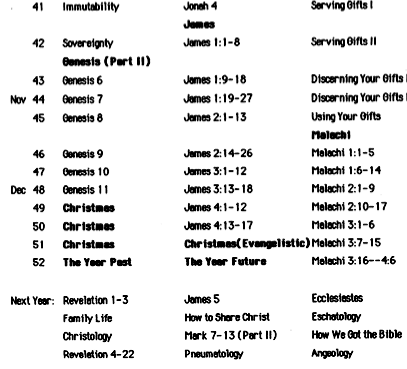 41 Immutability Jonah 4 Serving Gifts I
James
42 Sovereignty James 1:1-8 Serving Gifts II
Genesis (Part II)
43 Genesis 6 James 1:9-18 Discerning Your Gifts
Nov 44 Genesis 7 James 1:19-27 Discerning Your Gifts
45 Genesis 8 James 2:1-13 Using Your Gifts
Malachi
46 Genesis 9 James 2:14-26 Malachi 1:1-5
47 Genesis 10 James 3:1-12 Malachi 1:6-14
Dec 48 Genesis 11 James 3:13-18 Malachi 2:1-9
49 Christmas James 4:1-12 Malachi 2:10-17
50 Christmas James 4:13-17 Malachi 3:1-6
51 Christmas Christmas(Evangelistic) Malachi 3:7-15
52 The Year Past The Year Future Malachi 3:16--4:6
Next Year: Revelation 1-3 James 5 Ecclesiastes
Family Life How to Share Christ Eschatology
Christology Mark 7-13 (Part II) How We Got the Bible
Revelation 4-22 Pneumatology Angeology